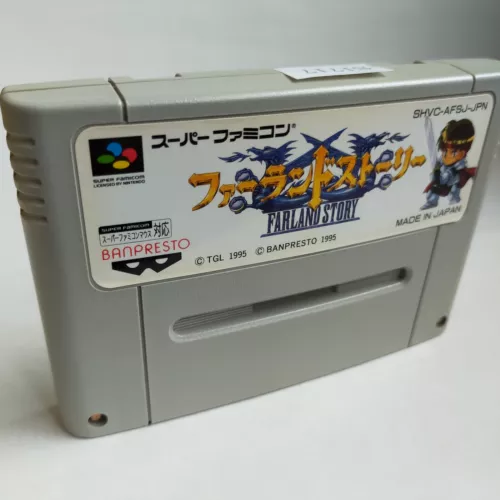 スーパーファミコン
SHVC-AFSJ-JPN
SUPER FAMICOM
LICENSED BY NINTENDO
ファーランドストーリー
FARLAND STORY
MADE IN JAPAN
SUPER FAMICOM
スーパーファミコンマウス 対応
BANPRESTO
© TGL 1995 © BANPRESTO 1995